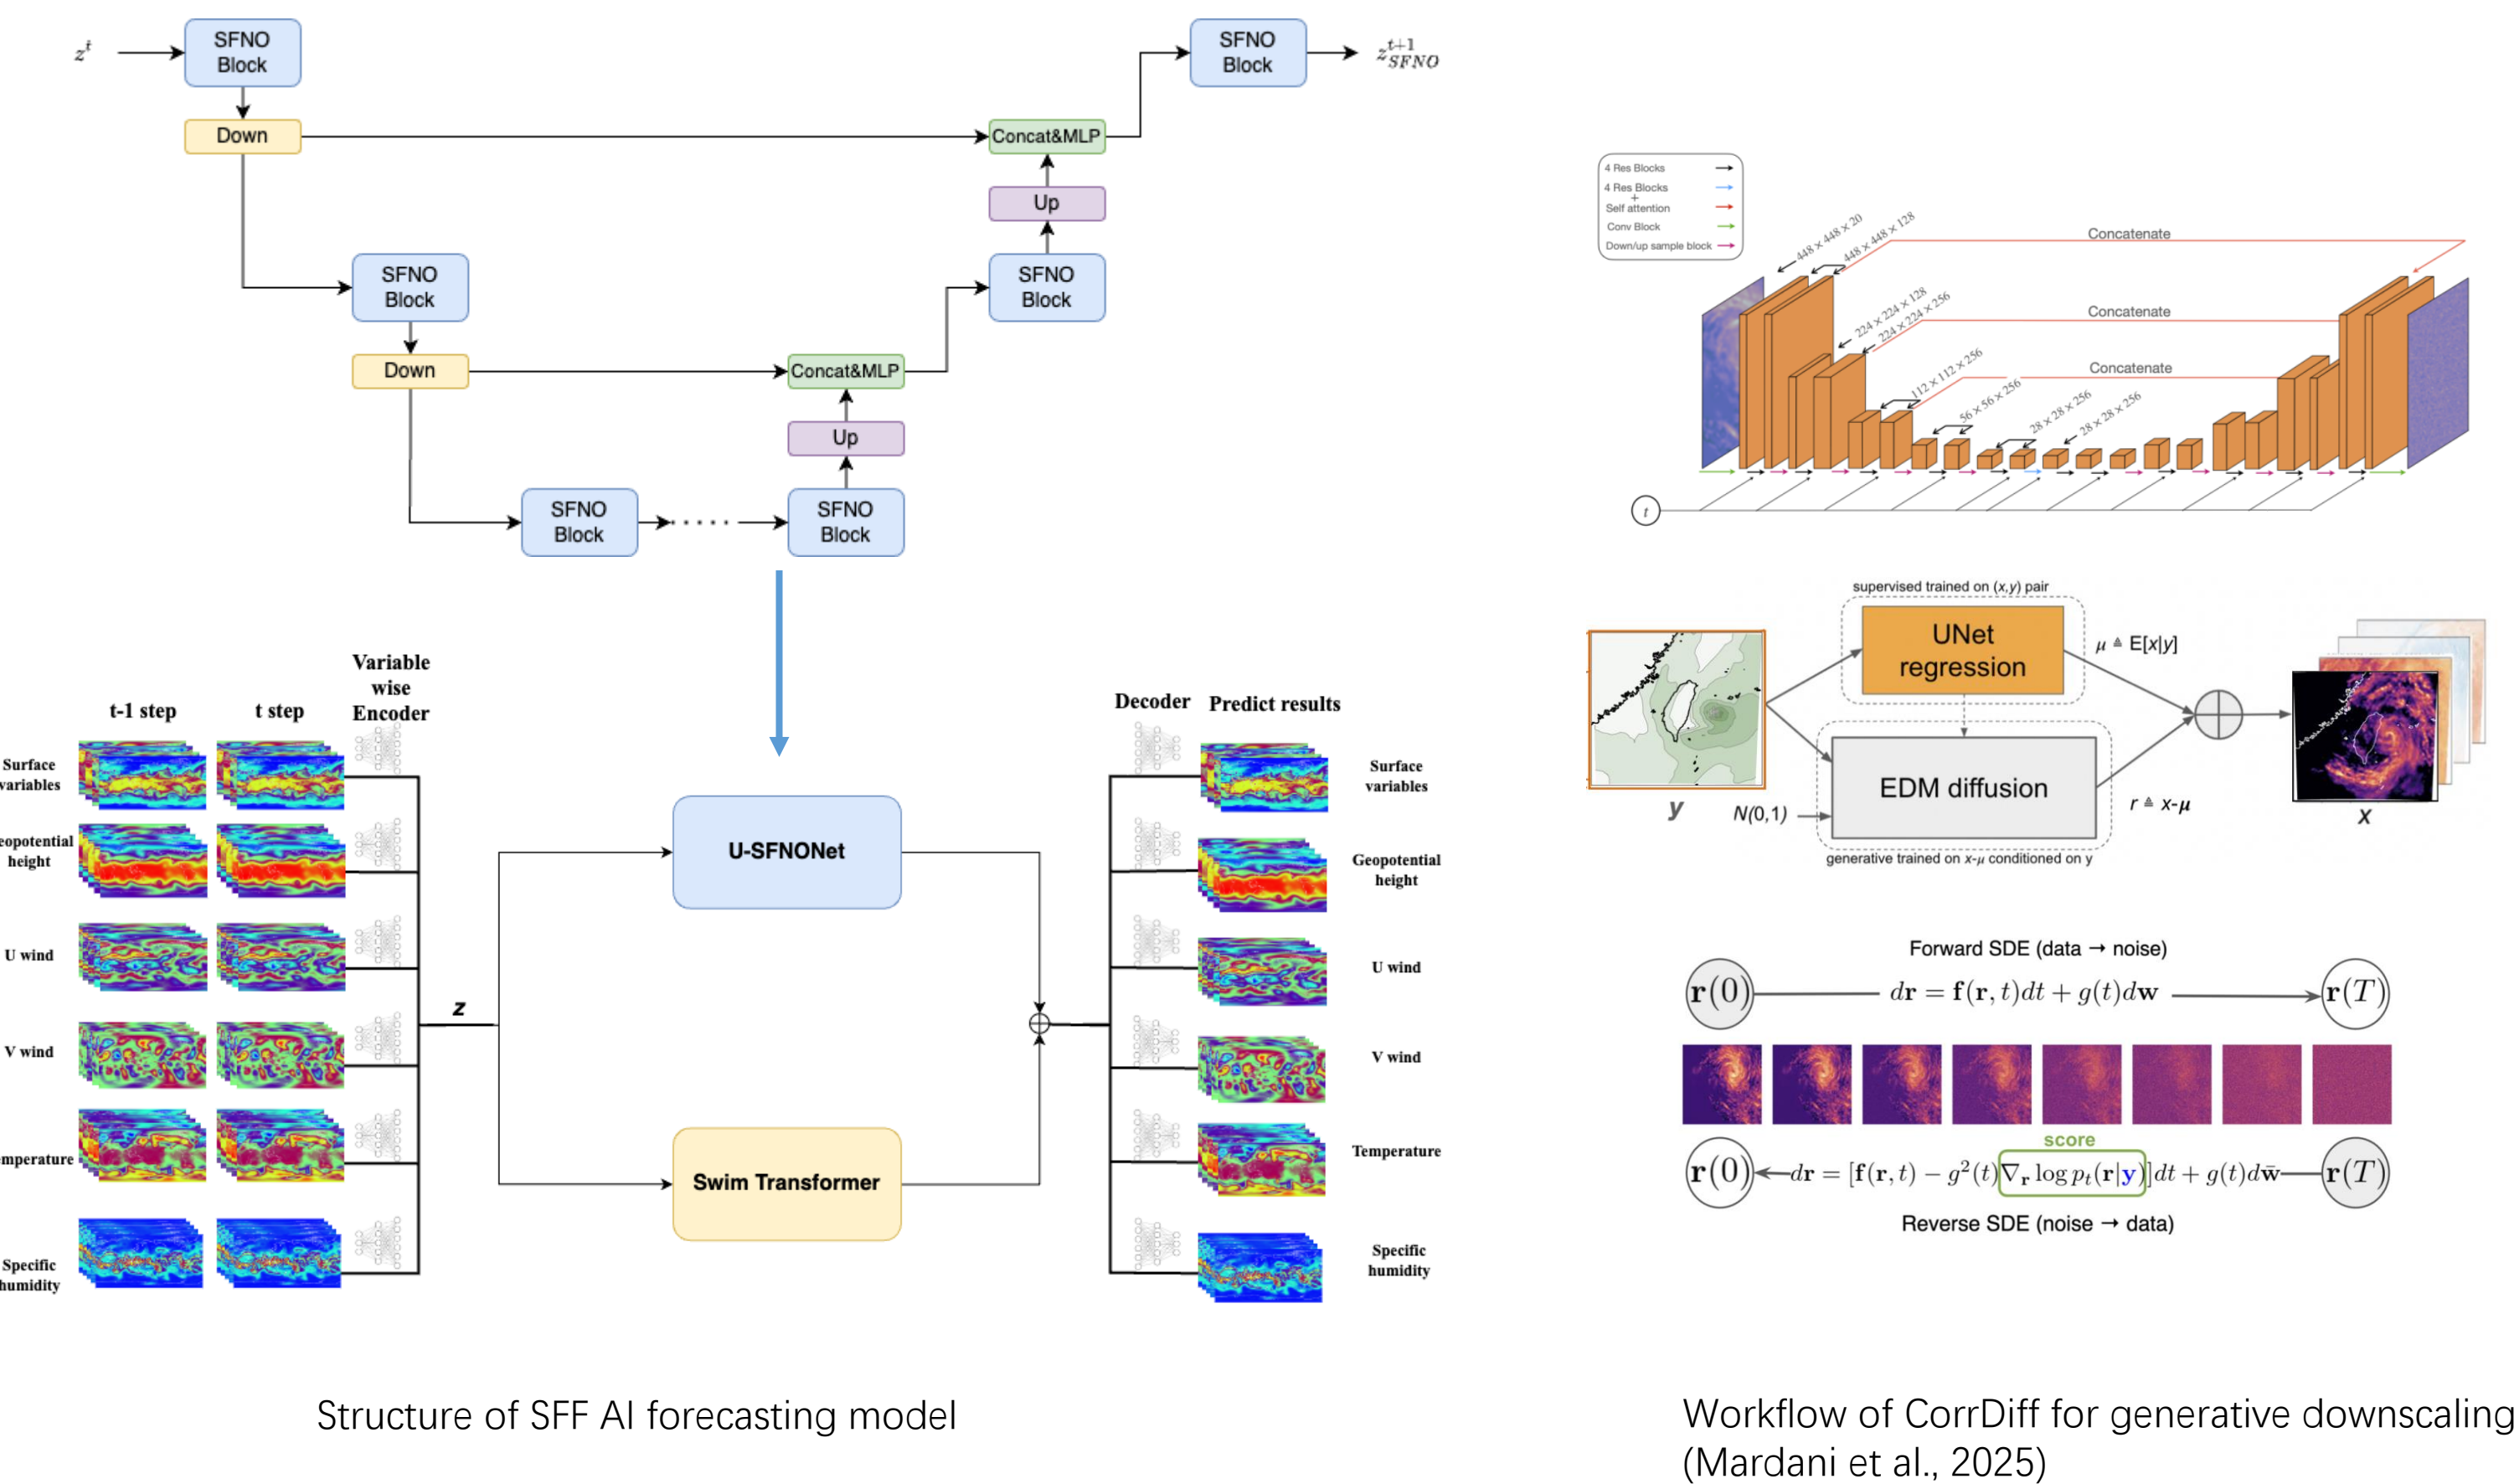 z^t
SFNO
Block
SFNO
Block
z_{SFNO}^{t+1}
Down
Concat&MLP
Up
SFNO
Block
SFNO
Block
Down
Concat&MLP
Up
SFNO
Block
SFNO
Block
t-1 step
t step
Variable
wise
Encoder
Decoder
Predict results
Surface
variables
eopotential
height
U wind
V wind
mperature
Specific
humidity
z
U-SFNONet
Swim Transformer
Surface
variables
Geopotential
height
U wind
V wind
Temperature
Specific
humidity
Structure of SFF AI forecasting model
4 Res Blocks
4 Res Blocks
+
Self attention
Conv Block
Down/up sample block
448 × 448 × 20
448 × 448 × 128
224 × 224 × 128
224 × 224 × 256
112 × 112 × 256
56 × 56 × 256
28 × 28 × 256
28 × 28 × 256
Concatenate
Concatenate
Concatenate
t
supervised trained on (x,y) pair
UNet
regression
μ ≜ E[x|y]
EDM diffusion
y
N(0,1)
r ≜ x-μ
x
generative trained on x-μ conditioned on y
Forward SDE (data → noise)
r(0) dr = f(r, t)dt + g(t)dw r(T)
score
r(0) dr = [f(r, t) − g²(t)∇_r log p_t(r|y)]dt + g(t)dw̄ r(T)
Reverse SDE (noise → data)
Workflow of CorrDiff for generative downscaling
(Mardani et al., 2025)